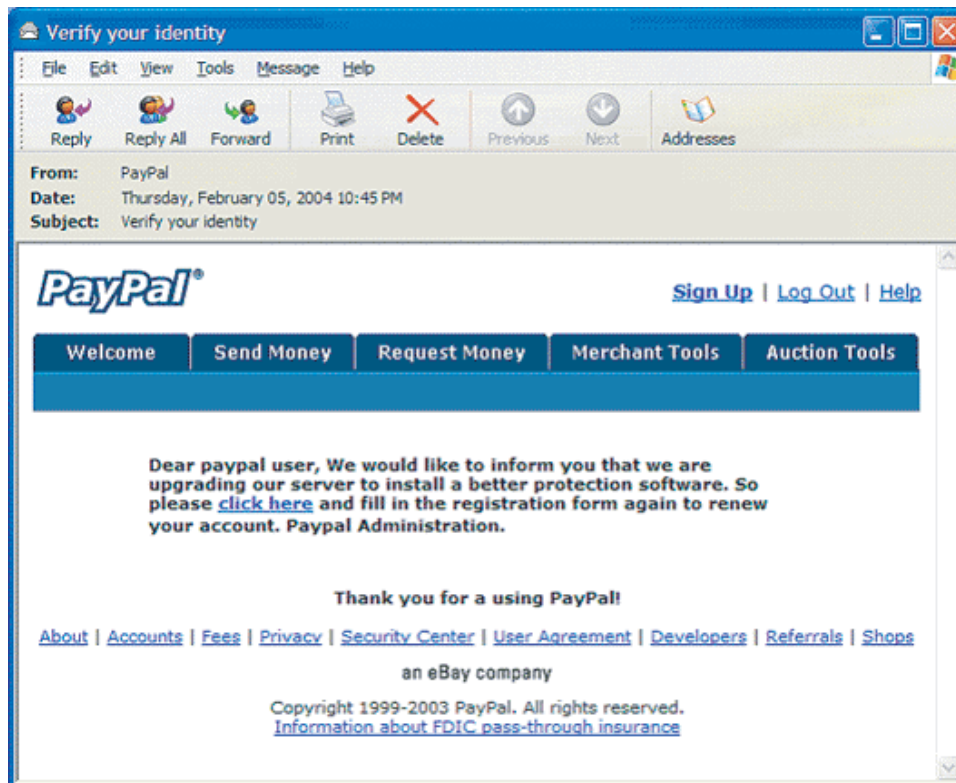 Verify your identity
File Edit View Tools Message Help
Reply Reply All Forward Print Delete Previous Next Addresses
From: PayPal
Date: Thursday, February 05, 2004 10:45 PM
Subject: Verify your identity
PayPal®
Sign Up | Log Out | Help
Welcome Send Money Request Money Merchant Tools Auction Tools
Dear paypal user, We would like to inform you that we are
upgrading our server to install a better protection software. So
please click here and fill in the registration form again to renew
your account. Paypal Administration.
Thank you for a using PayPal!
About | Accounts | Fees | Privacy | Security Center | User Agreement | Developers | Referrals | Shops
an eBay company
Copyright 1999-2003 PayPal. All rights reserved.
Information about FDIC pass-through insurance